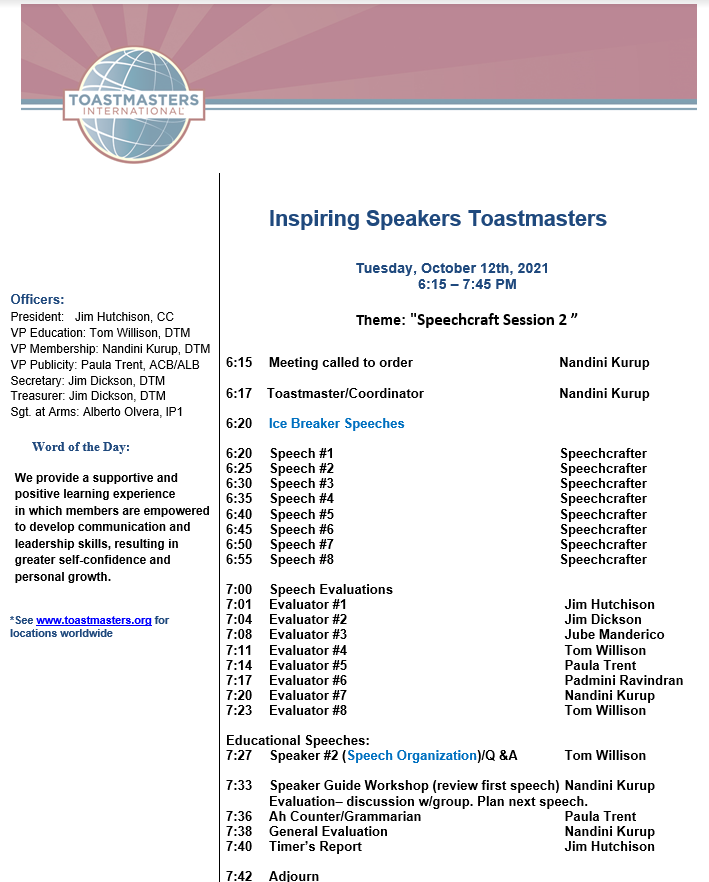 TOASTMASTERS
INTERNATIONAL
Officers:
President: Jim Hutchison, CC
VP Education: Tom Willison, DTM
VP Membership: Nandini Kurup, DTM
VP Publicity: Paula Trent, ACB/ALB
Secretary: Jim Dickson, DTM
Treasurer: Jim Dickson, DTM
Sgt. at Arms: Alberto Olvera, IP1
Word of the Day:
We provide a supportive and
positive learning experience
in which members are empowered
to develop communication and
leadership skills, resulting in
greater self-confidence and
personal growth.
*See www.toastmasters.org for
locations worldwide
Inspiring Speakers Toastmasters
Tuesday, October 12th, 2021
6:15 – 7:45 PM
Theme: "Speechcraft Session 2 ”
6:15 Meeting called to order Nandini Kurup
6:17 Toastmaster/Coordinator Nandini Kurup
6:20 Ice Breaker Speeches
6:20 Speech #1 Speechcrafter
6:25 Speech #2 Speechcrafter
6:30 Speech #3 Speechcrafter
6:35 Speech #4 Speechcrafter
6:40 Speech #5 Speechcrafter
6:45 Speech #6 Speechcrafter
6:50 Speech #7 Speechcrafter
6:55 Speech #8 Speechcrafter
7:00 Speech Evaluations
7:01 Evaluator #1 Jim Hutchison
7:04 Evaluator #2 Jim Dickson
7:08 Evaluator #3 Jube Manderico
7:11 Evaluator #4 Tom Willison
7:14 Evaluator #5 Paula Trent
7:17 Evaluator #6 Padmini Ravindran
7:20 Evaluator #7 Nandini Kurup
7:23 Evaluator #8 Tom Willison
Educational Speeches:
7:27 Speaker #2 (Speech Organization)/Q &A Tom Willison
7:33 Speaker Guide Workshop (review first speech) Nandini Kurup
Evaluation– discussion w/group. Plan next speech.
7:36 Ah Counter/Grammarian Paula Trent
7:38 General Evaluation Nandini Kurup
7:40 Timer’s Report Jim Hutchison
7:42 Adjourn